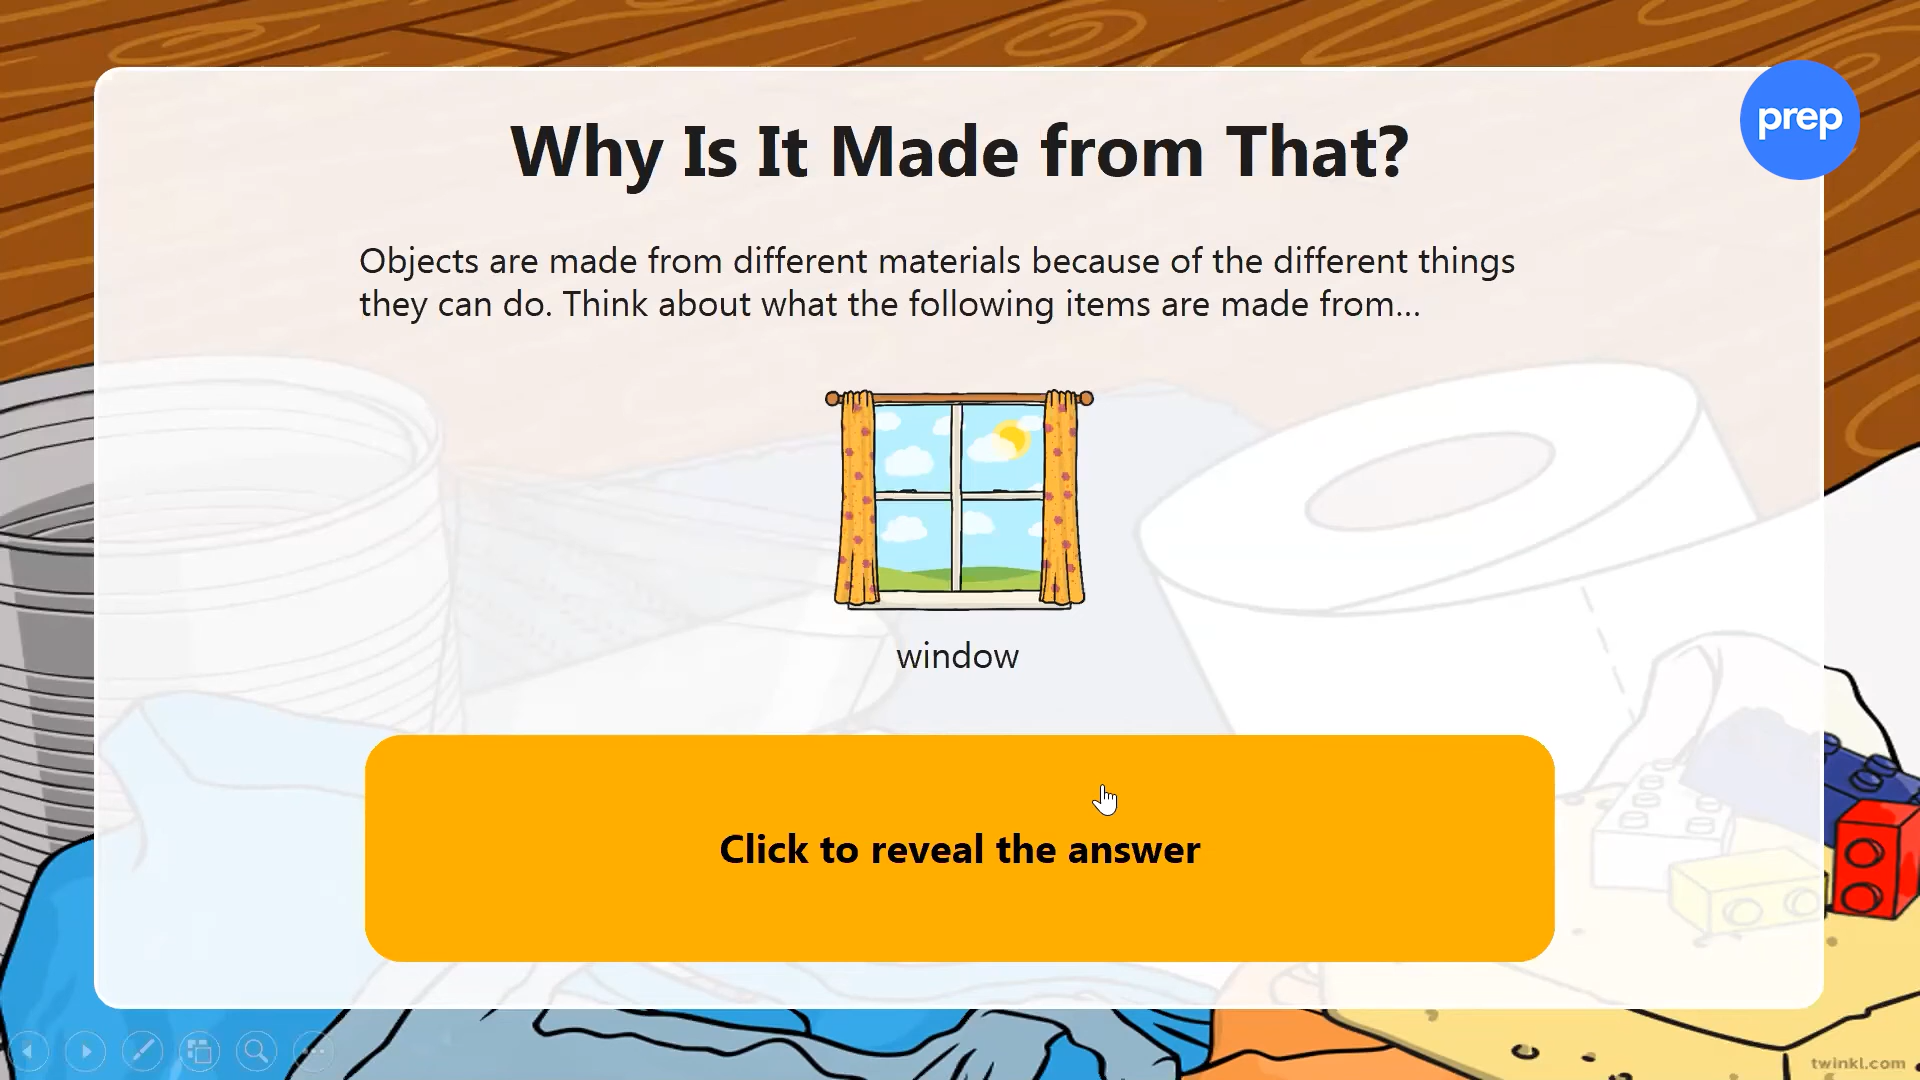 Why Is It Made from That?
prep
Objects are made from different materials because of the different things
they can do. Think about what the following items are made from...
window
Click to reveal the answer
twinkl.com